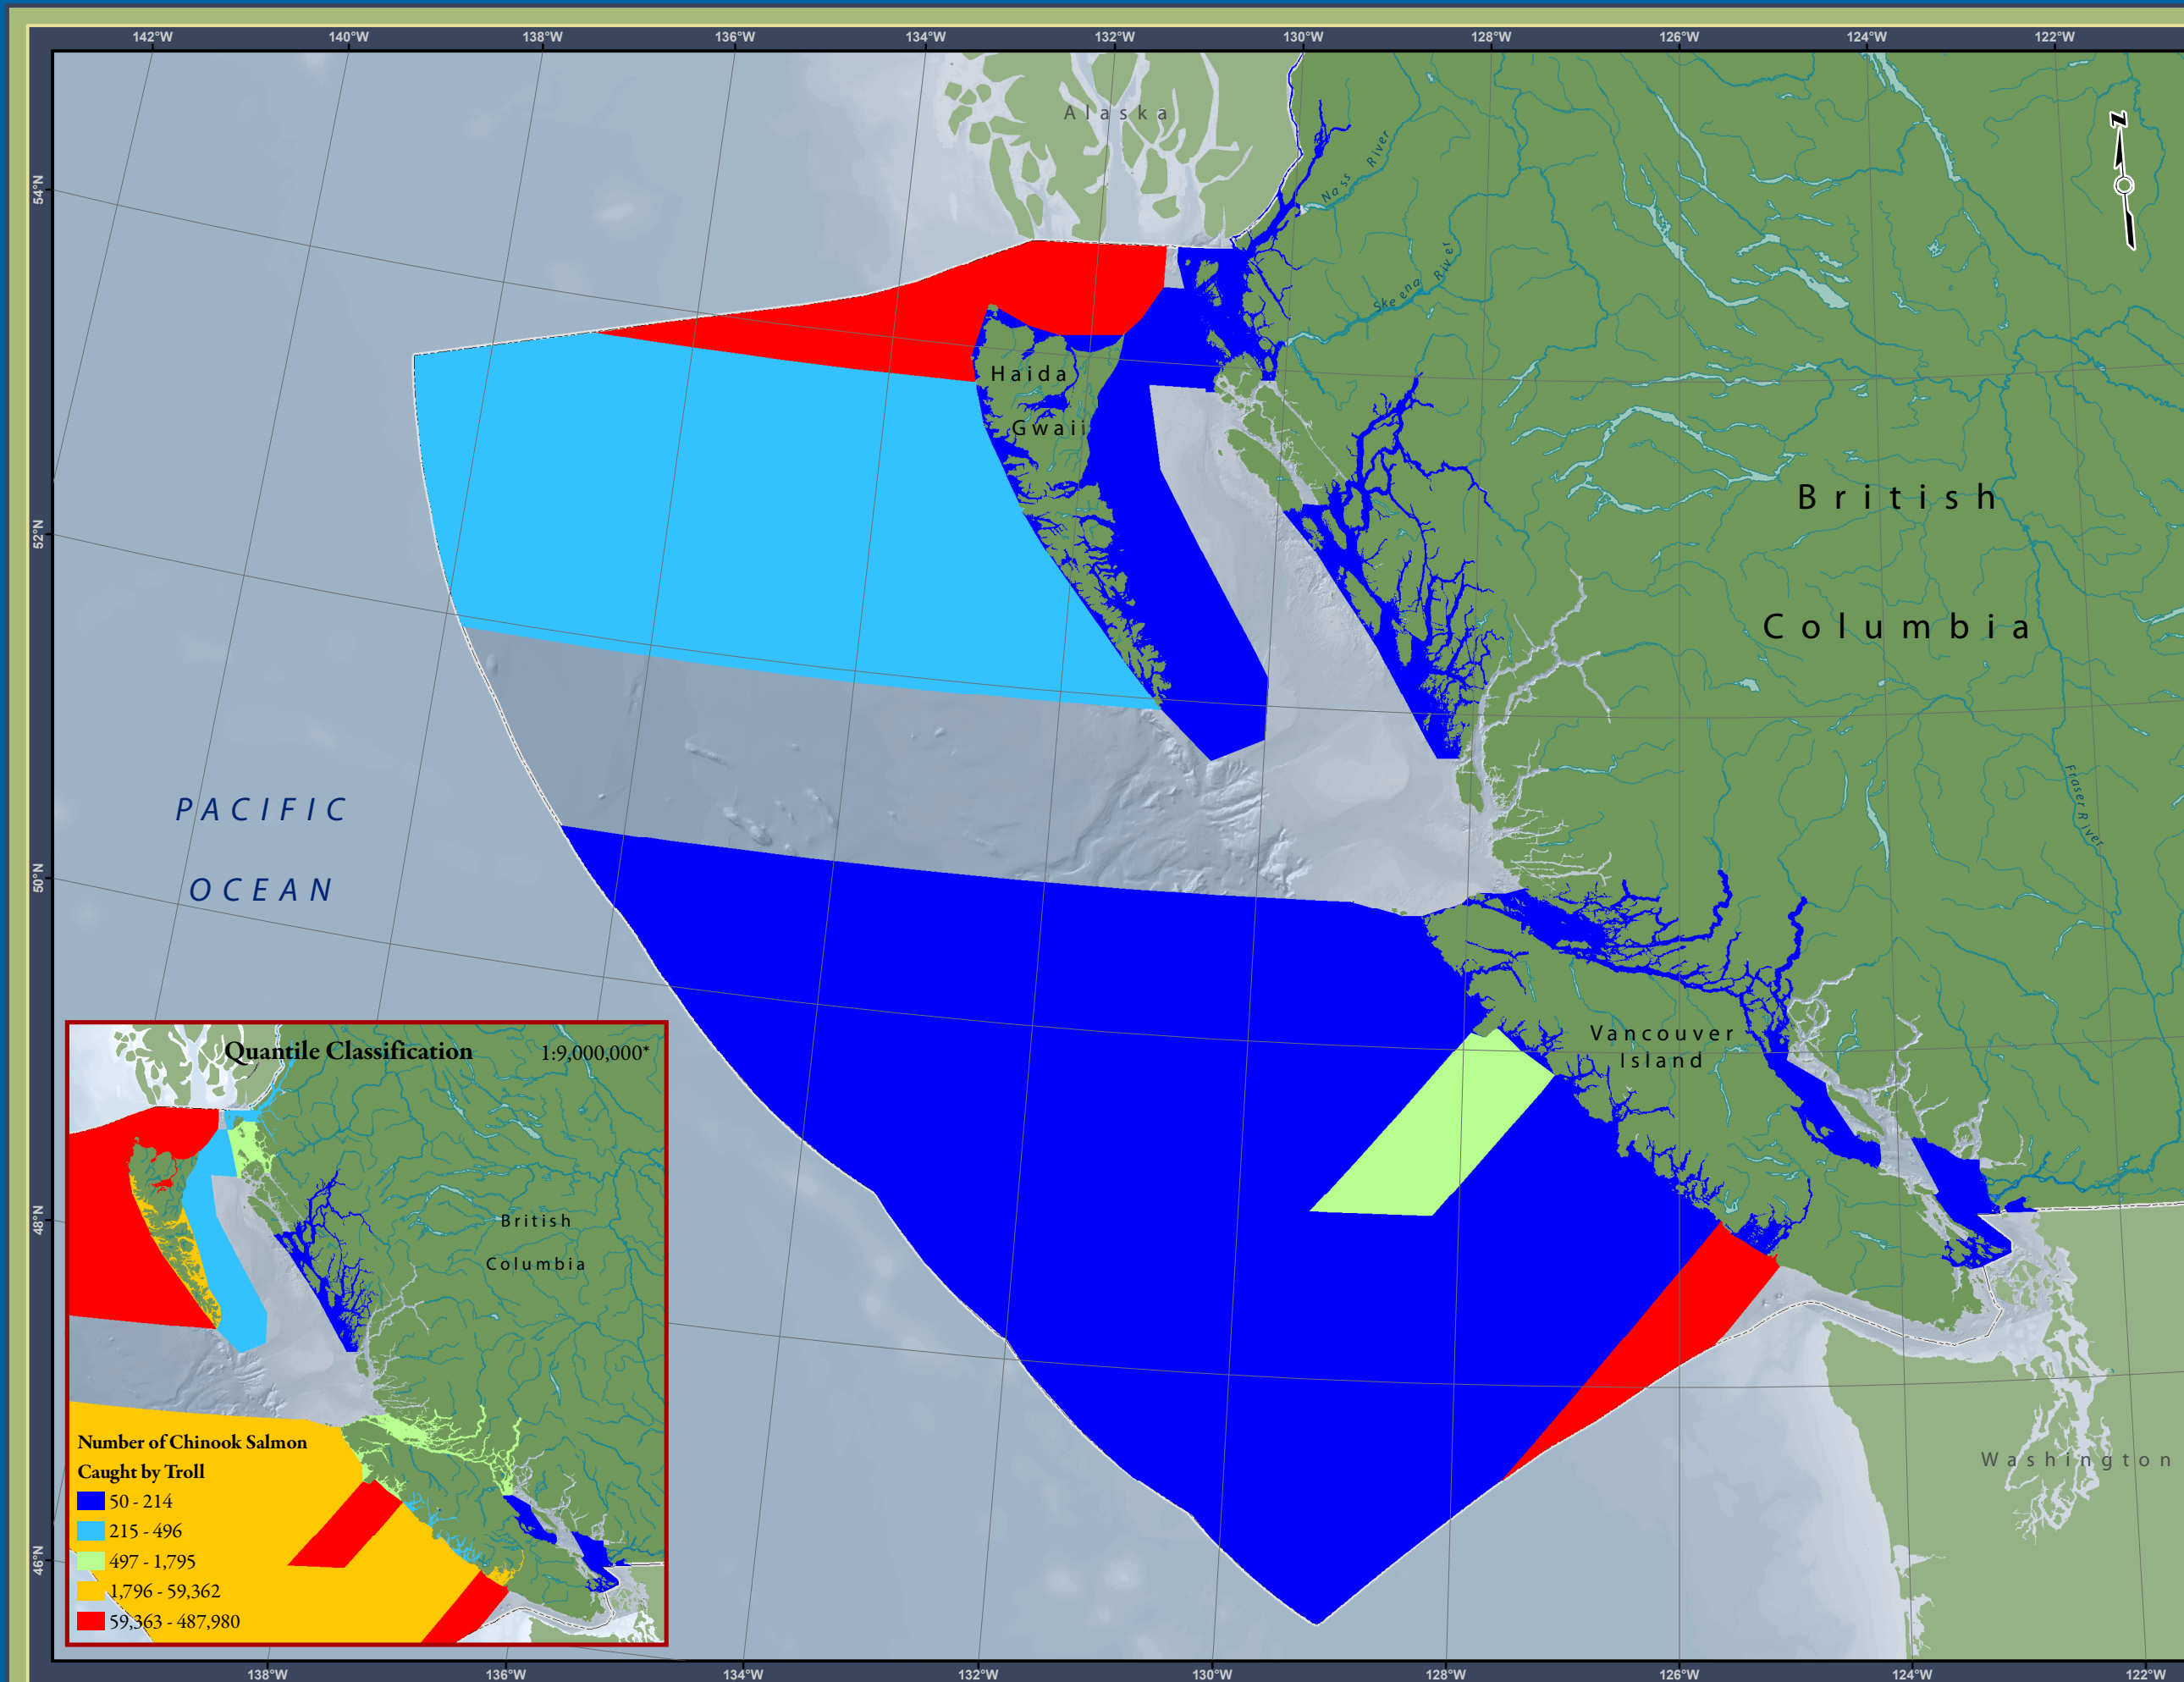 142°W 140°W 138°W 136°W 134°W 132°W 130°W 128°W 126°W 124°W 122°W
Alaska
Nass River
54°N
Skeena River
Haida
Gwaii
52°N
British
Columbia
PACIFIC
OCEAN
50°N
Fraser River
Vancouver
Island
Quantile Classification 1:9,000,000*
British
Columbia
48°N
Number of Chinook Salmon
Caught by Troll
50 - 214
215 - 496
497 - 1,795
1,796 - 59,362
59,363 - 487,980
Washington
46°N
N
138°W 136°W 134°W 132°W 130°W 128°W 126°W 124°W 122°W